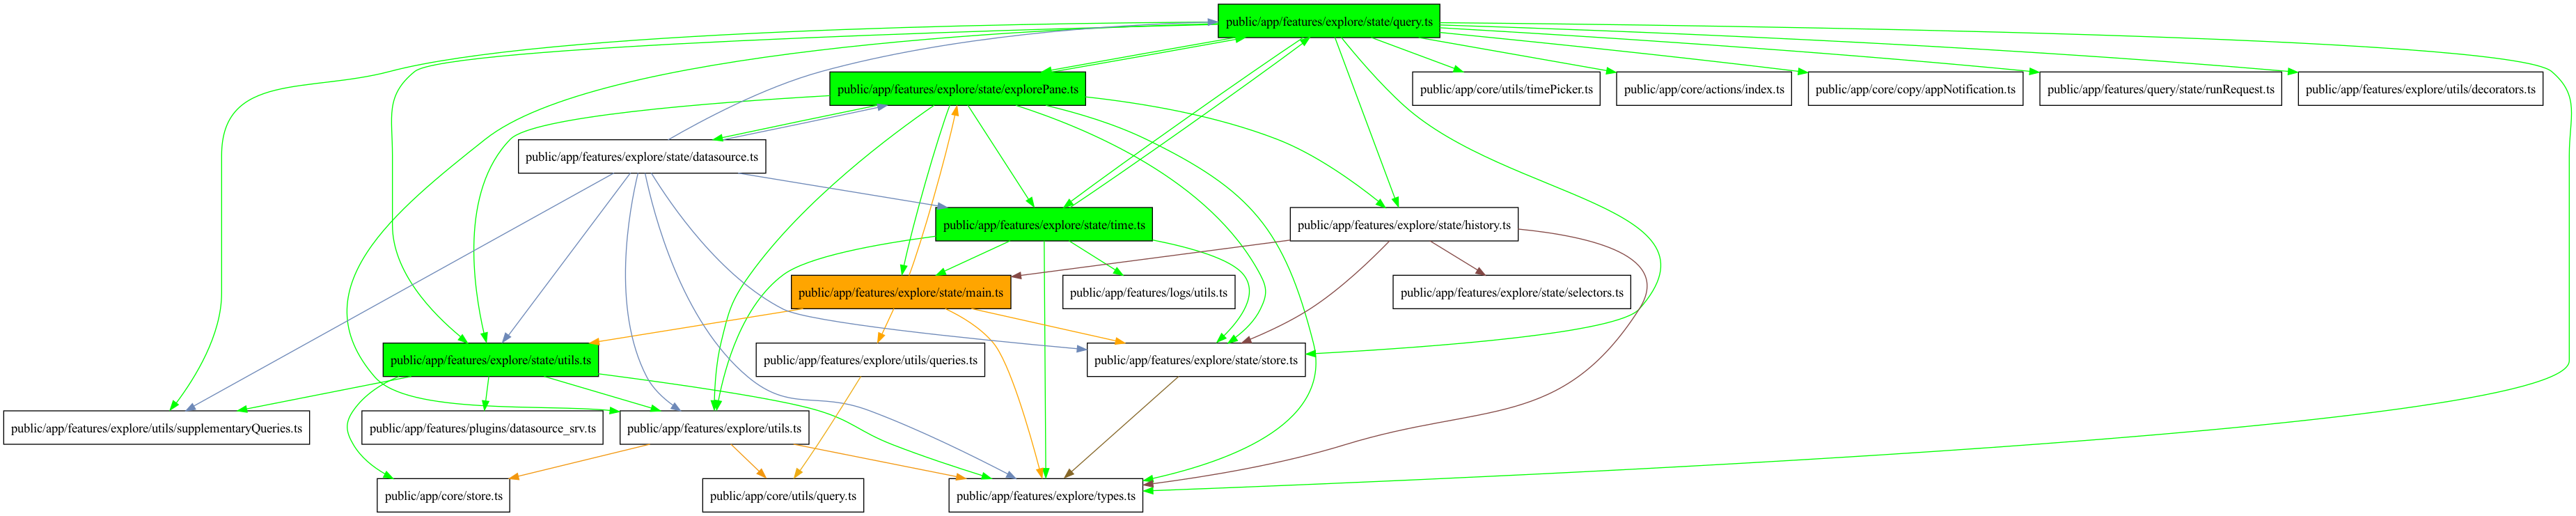 public/app/features/explore/state/query.ts
public/app/features/explore/state/explorePane.ts
public/app/core/utils/timePicker.ts
public/app/core/actions/index.ts
public/app/core/copy/appNotification.ts
public/app/features/query/state/runRequest.ts
public/app/features/explore/utils/decorators.ts
public/app/features/explore/state/datasource.ts
public/app/features/explore/state/time.ts
public/app/features/explore/state/history.ts
public/app/features/explore/state/main.ts
public/app/features/logs/utils.ts
public/app/features/explore/state/selectors.ts
public/app/features/explore/state/utils.ts
public/app/features/explore/utils/queries.ts
public/app/features/explore/state/store.ts
public/app/features/explore/utils/supplementaryQueries.ts
public/app/features/plugins/datasource_srv.ts
public/app/features/explore/utils.ts
public/app/core/store.ts
public/app/core/utils/query.ts
public/app/features/explore/types.ts